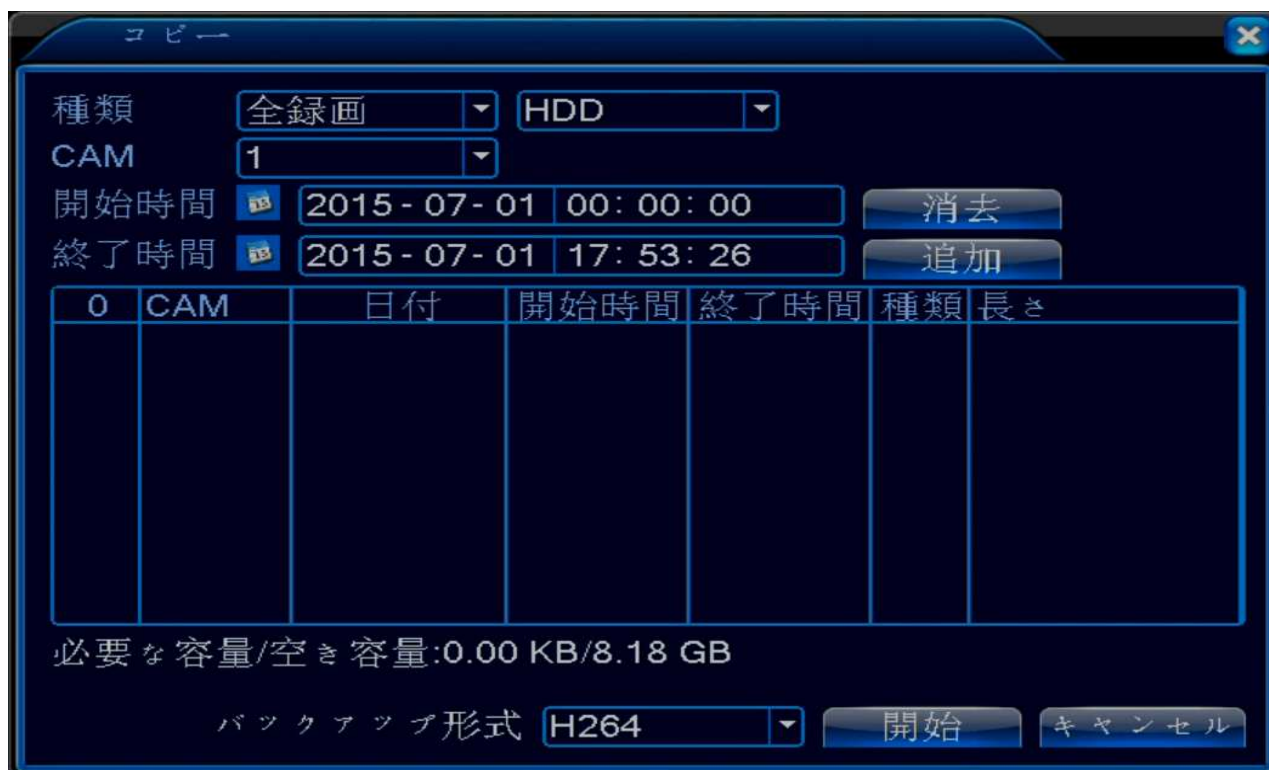 コピー
種類 全録画 HDD
CAM 1
開始時間 2015-07-01 00:00:00 消去
終了時間 2015-07-01 17:53:26 追加
0 CAM 日付 開始時間 終了時間 種類 長さ
必要な容量/空き容量:0.00 KB/8.18 GB
バックアップ形式 H264 開始 キャンセル